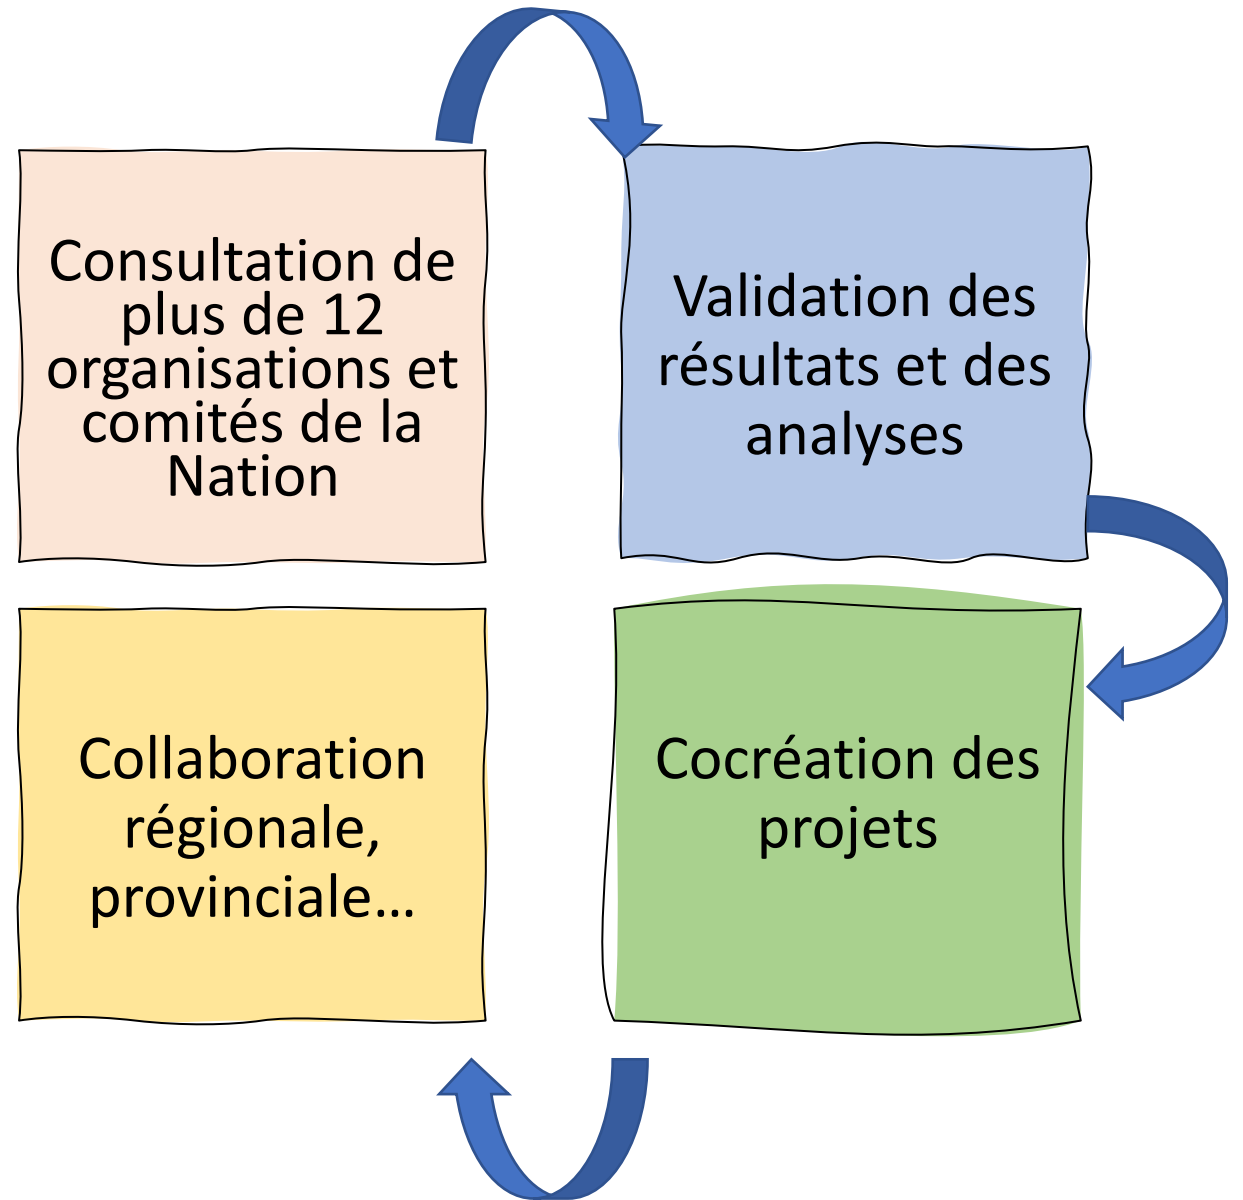 Consultation de
plus de 12
organisations et
comités de la
Nation
Validation des
résultats et des
analyses
Cocréation des
projets
Collaboration
régionale,
provinciale…